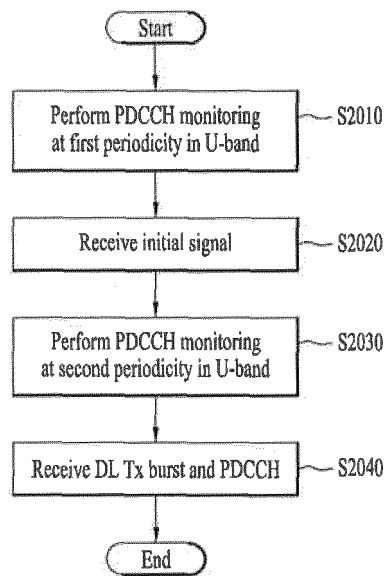 Start
Perform PDCCH monitoring
at first periodicity in U-band
S2010
Receive initial signal
S2020
Perform PDCCH monitoring
at second periodicity in U-band
S2030
Receive DL Tx burst and PDCCH
S2040
End